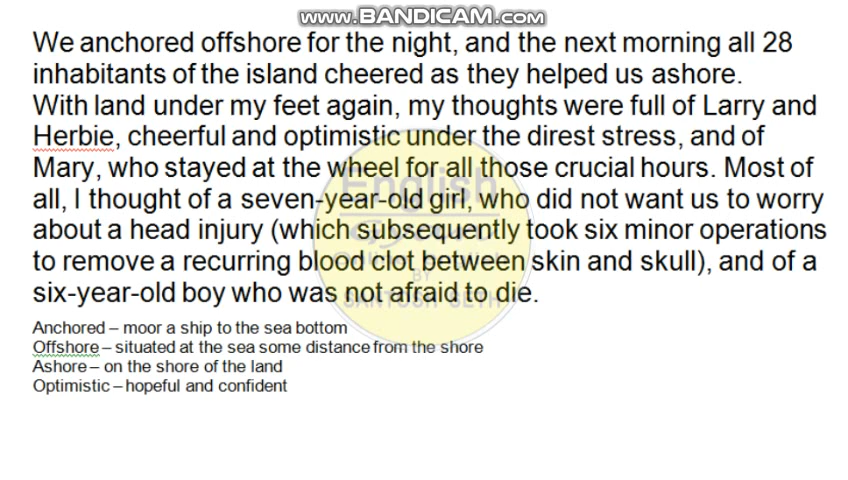 www.BANDICAM.com
We anchored offshore for the night, and the next morning all 28
inhabitants of the island cheered as they helped us ashore.
With land under my feet again, my thoughts were full of Larry and
Herbie, cheerful and optimistic under the direst stress, and of
Mary, who stayed at the wheel for all those crucial hours. Most of
all, I thought of a seven-year-old girl, who did not want us to worry
about a head injury (which subsequently took six minor operations
to remove a recurring blood clot between skin and skull), and of a
six-year-old boy who was not afraid to die.
English
BY
SANTOSH SETHI
Anchored – moor a ship to the sea bottom
Offshore – situated at the sea some distance from the shore
Ashore – on the shore of the land
Optimistic – hopeful and confident